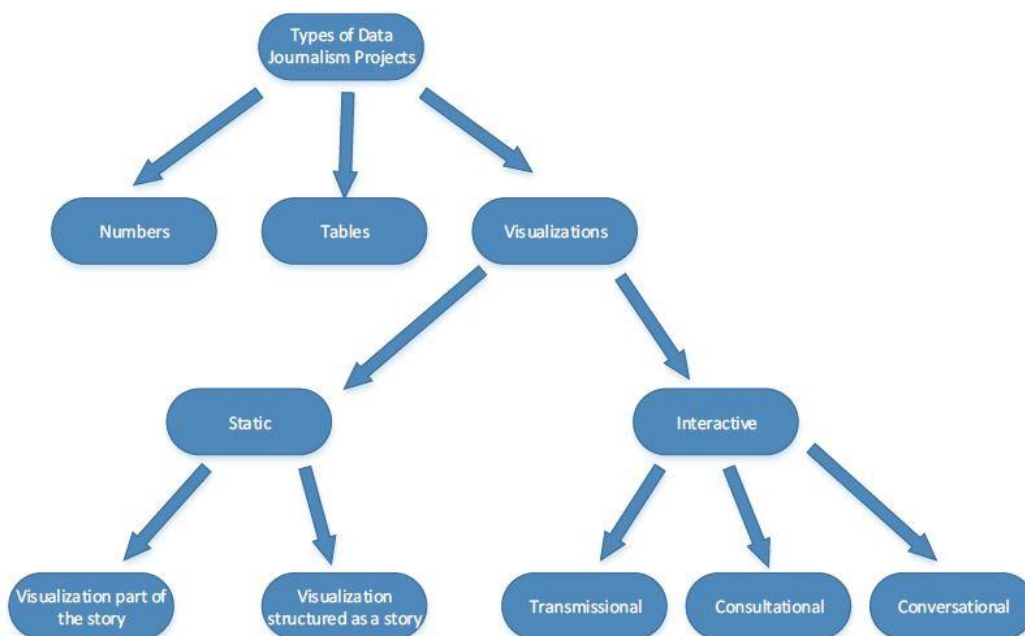 Types of Data
Journalism Projects
Numbers
Tables
Visualizations
Static
Interactive
Visualization part of
the story
Visualization
structured as a story
Transmissional
Consultational
Conversational